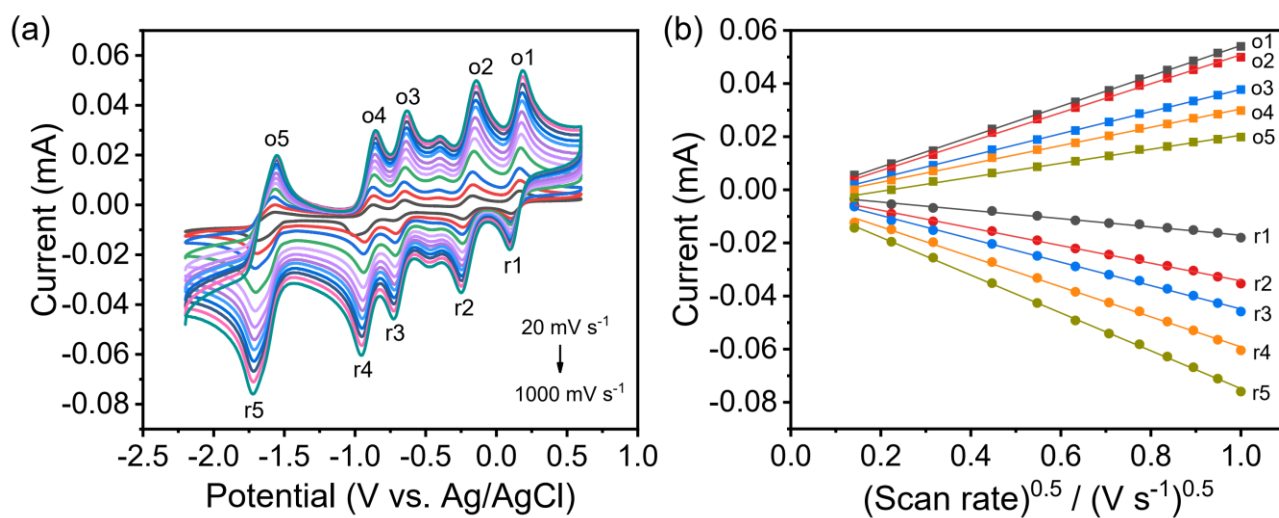 (a)
0.06
0.04
0.02
0.00
-0.02
-0.04
-0.06
-0.08
Current (mA)
-2.5 -2.0 -1.5 -1.0 -0.5 0.0 0.5 1.0
Potential (V vs. Ag/AgCl)
o5
o4
o3
o2
o1
r5
r4
r3
r2
r1
20 mV s⁻¹
1000 mV s⁻¹
(b)
0.06
0.04
0.02
0.00
-0.02
-0.04
-0.06
-0.08
Current (mA)
0.0 0.2 0.4 0.6 0.8 1.0
(Scan rate)⁰·⁵ / (V s⁻¹)⁰·⁵
o1
o2
o3
o4
o5
r1
r2
r3
r4
r5